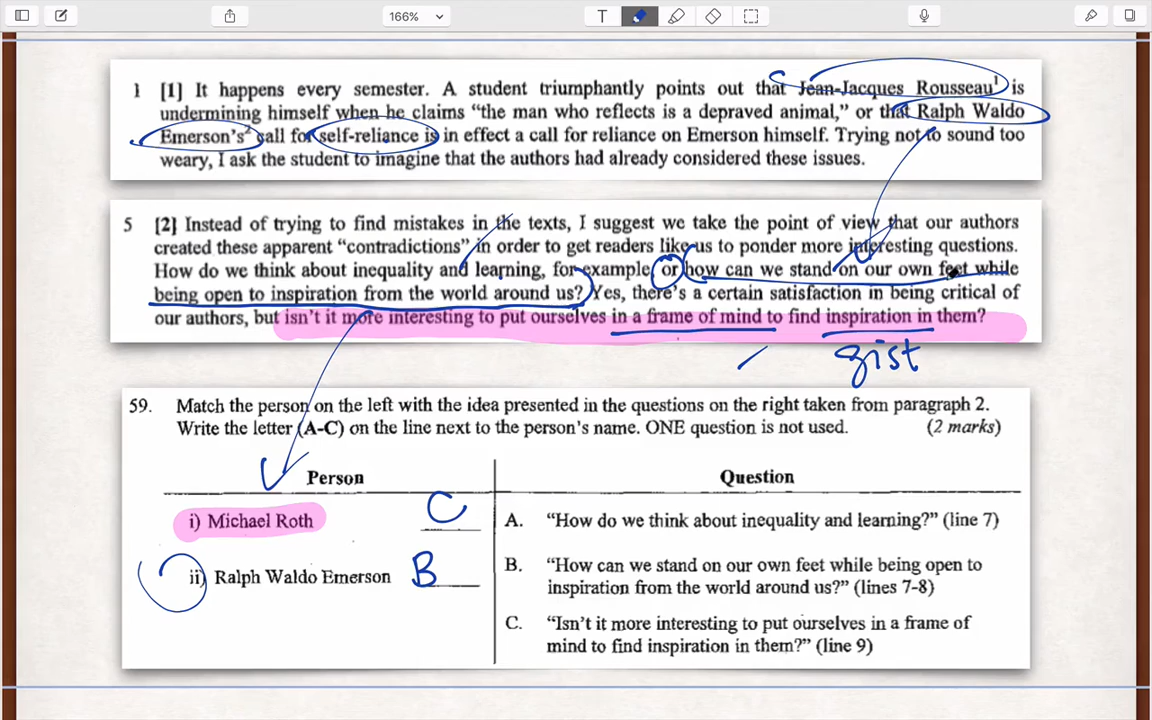 166%
T
1 [1] It happens every semester. A student triumphantly points out that Jean-Jacques Rousseau¹ is
undermining himself when he claims “the man who reflects is a depraved animal,” or that Ralph Waldo
Emerson’s² call for self-reliance is in effect a call for reliance on Emerson himself. Trying not to sound too
weary, I ask the student to imagine that the authors had already considered these issues.
5 [2] Instead of trying to find mistakes in the texts, I suggest we take the point of view that our authors
created these apparent “contradictions” in order to get readers like us to ponder more interesting questions.
How do we think about inequality and learning, for example or how can we stand on our own feet while
being open to inspiration from the world around us? Yes, there’s a certain satisfaction in being critical of
our authors, but isn’t it more interesting to put ourselves in a frame of mind to find inspiration in them?
gist
59. Match the person on the left with the idea presented in the questions on the right taken from paragraph 2.
Write the letter (A-C) on the line next to the person’s name. ONE question is not used. (2 marks)
Person Question
i) Michael Roth C A. “How do we think about inequality and learning?” (line 7)
ii) Ralph Waldo Emerson B B. “How can we stand on our own feet while being open to
inspiration from the world around us?” (lines 7-8)
C. “Isn’t it more interesting to put ourselves in a frame of
mind to find inspiration in them?” (line 9)